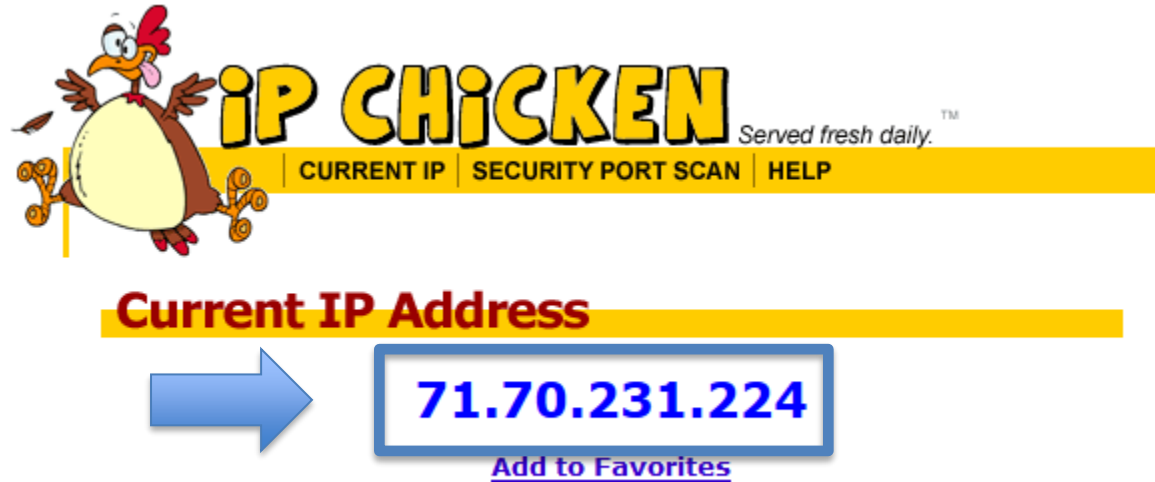 iP CHiCKEN
Served fresh daily.™
CURRENT IP | SECURITY PORT SCAN | HELP
Current IP Address
71.70.231.224
Add to Favorites